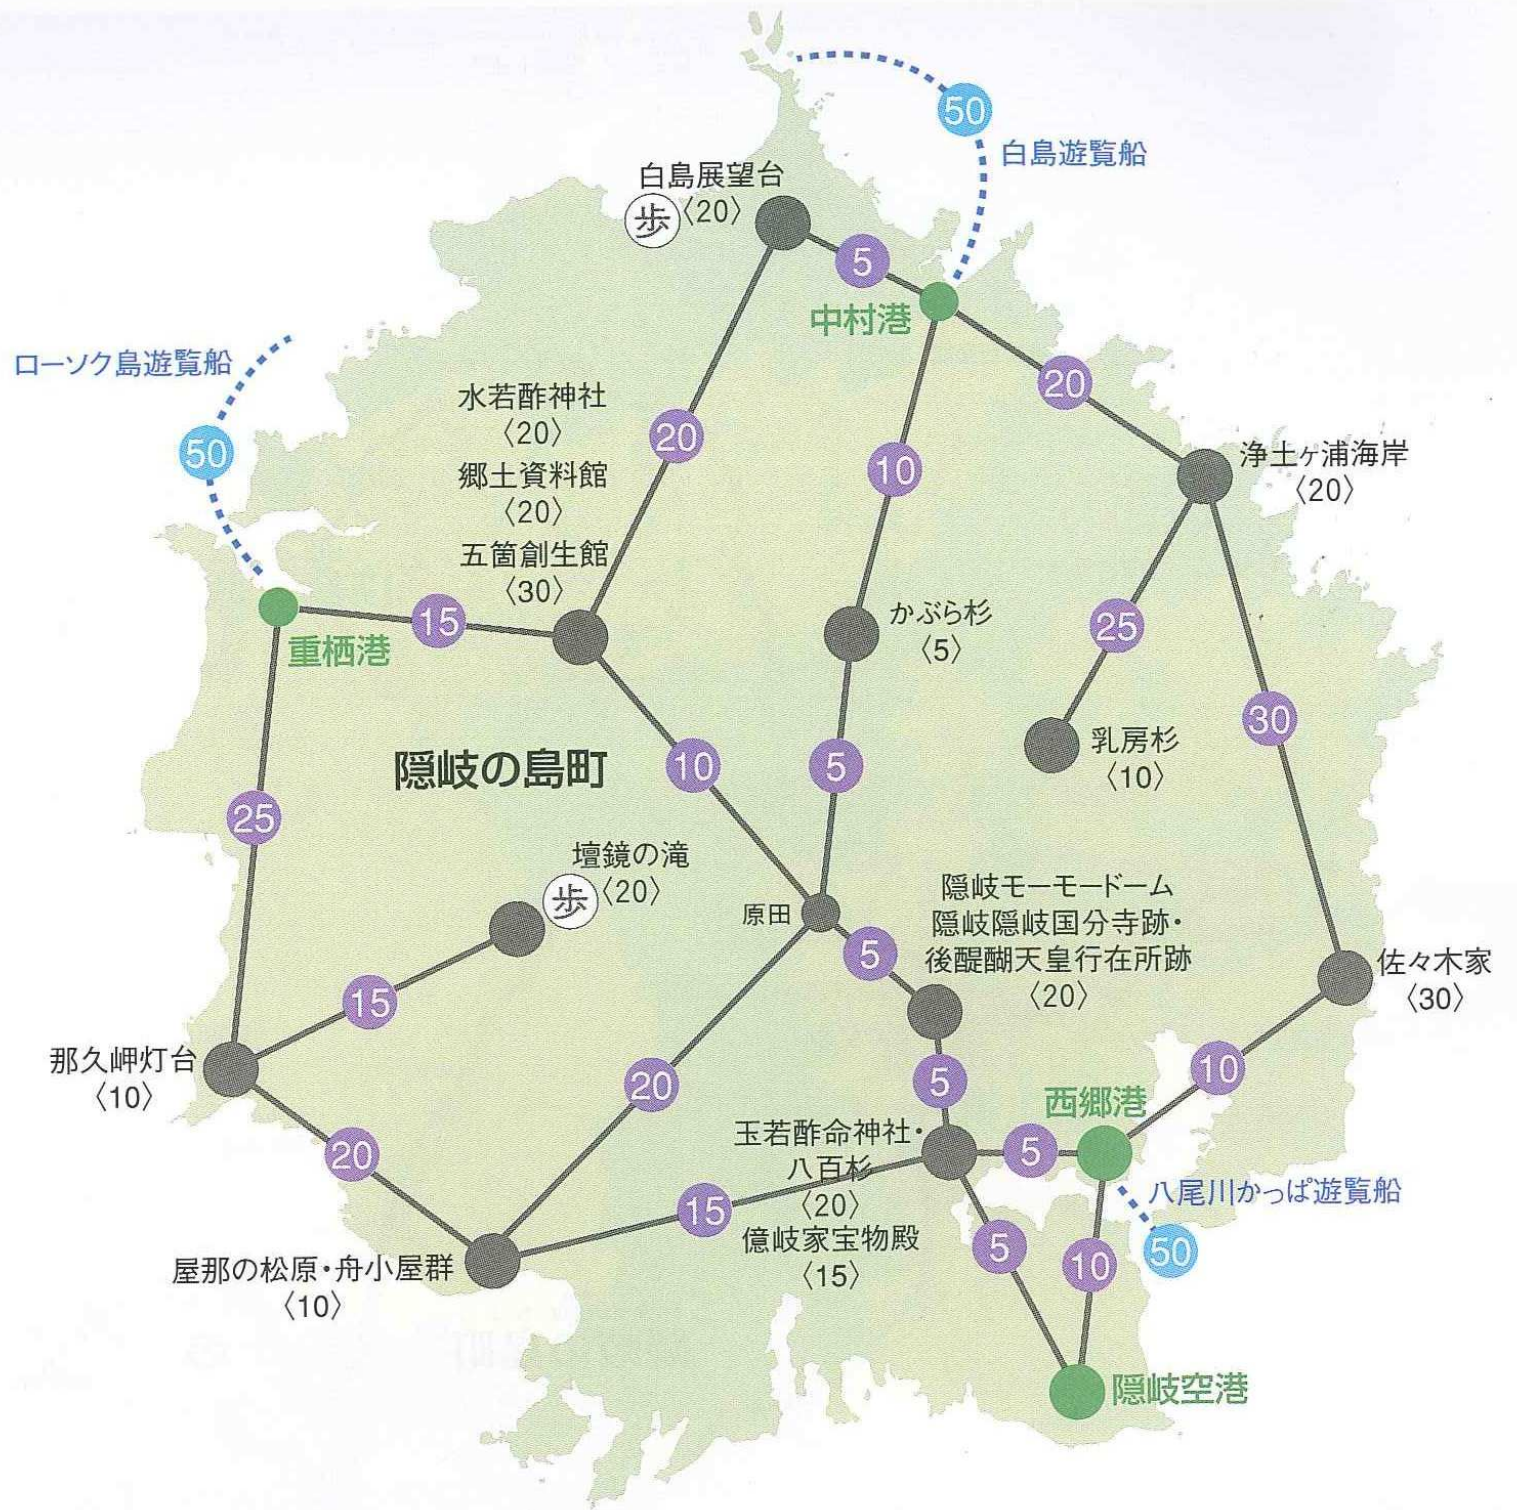 50
白島遊覧船
白島展望台
歩〈20〉
5
中村港
ローソク島遊覧船
50
20
水若酢神社
〈20〉
郷土資料館
〈20〉
五箇創生館
〈30〉
20
10
浄土ヶ浦海岸
〈20〉
15
重栖港
かぶら杉
〈5〉
25
30
乳房杉
〈10〉
隠岐の島町
10
5
25
壇鏡の滝
歩〈20〉
原田
5
隠岐モーモードーム
隠岐隠岐国分寺跡・
後醍醐天皇行在所跡
〈20〉
佐々木家
〈30〉
15
那久岬灯台
〈10〉
20
5
10
西郷港
玉若酢命神社・
八百杉
〈20〉
億岐家宝物殿
〈15〉
5
20
15
八尾川かっぱ遊覧船
50
5
10
屋那の松原・舟小屋群
〈10〉
隠岐空港